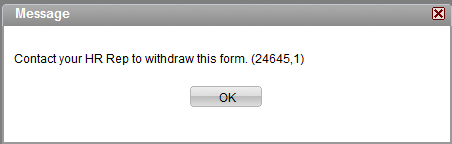 Message
Contact your HR Rep to withdraw this form. (24645,1)
OK